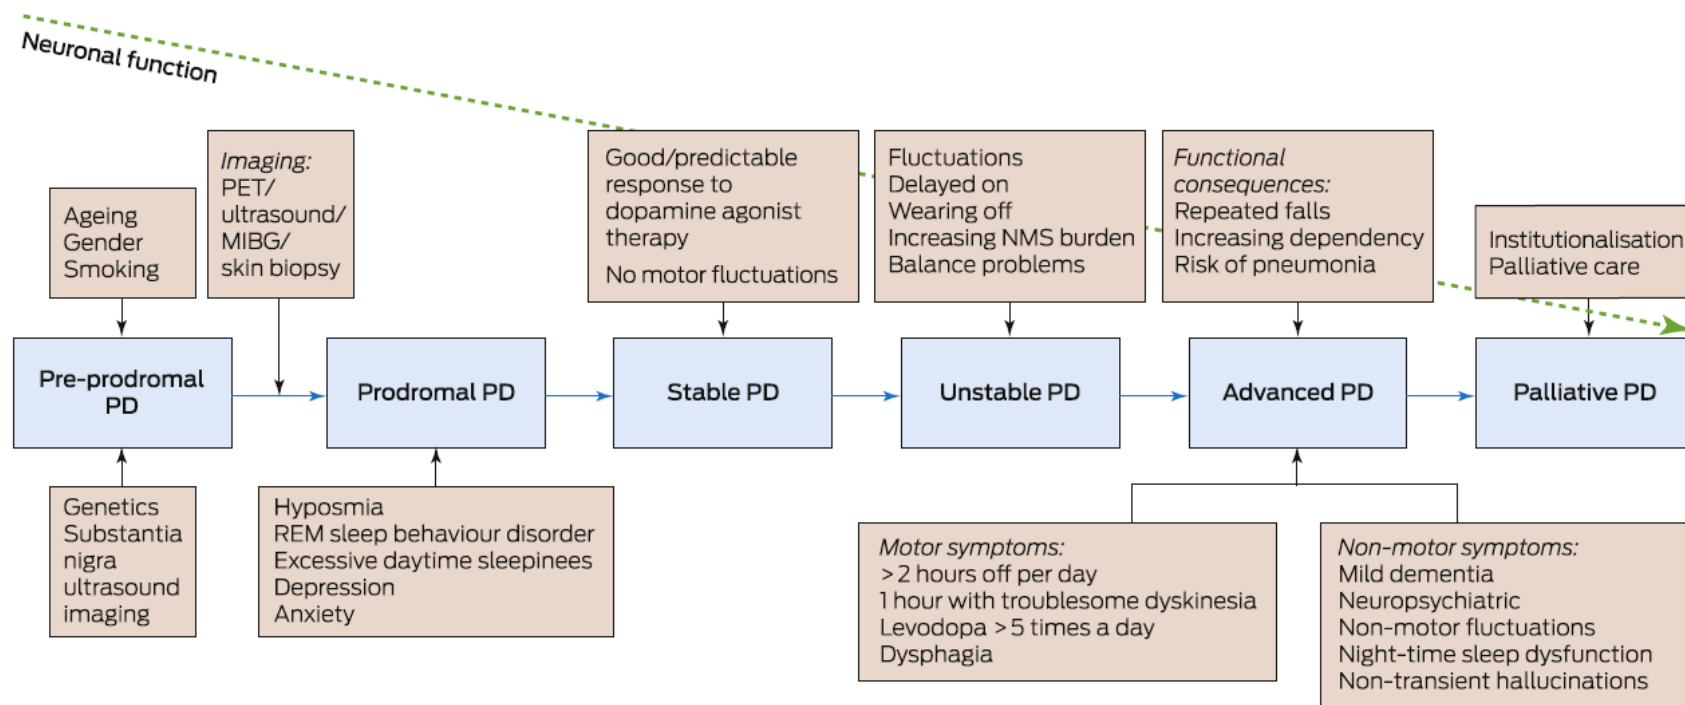 Neuronal function
Imaging:
PET/
ultrasound/
MIBG/
skin biopsy
Ageing
Gender
Smoking
Good/predictable
response to
dopamine agonist
therapy
No motor fluctuations
Fluctuations
Delayed on
Wearing off
Increasing NMS burden
Balance problems
Functional
consequences:
Repeated falls
Increasing dependency
Risk of pneumonia
Institutionalisation
Palliative care
Pre-prodromal
PD
Prodromal PD
Stable PD
Unstable PD
Advanced PD
Palliative PD
Genetics
Substantia
nigra
ultrasound
imaging
Hyposmia
REM sleep behaviour disorder
Excessive daytime sleepinees
Depression
Anxiety
Motor symptoms:
>2 hours off per day
1 hour with troublesome dyskinesia
Levodopa >5 times a day
Dysphagia
Non-motor symptoms:
Mild dementia
Neuropsychiatric
Non-motor fluctuations
Night-time sleep dysfunction
Non-transient hallucinations